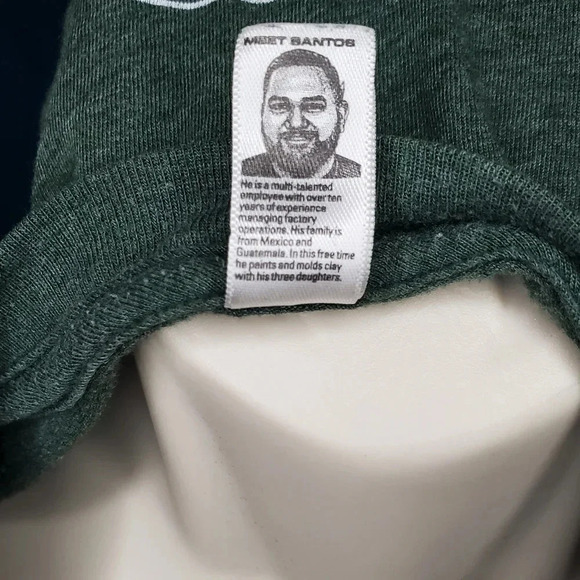 MEET SANTOS
He is a multi-talented
employee with over ten
years of experience
managing factory
operations. His family is
from Mexico and
Guatemala. In this free time
he paints and molds clay
with his three daughters.